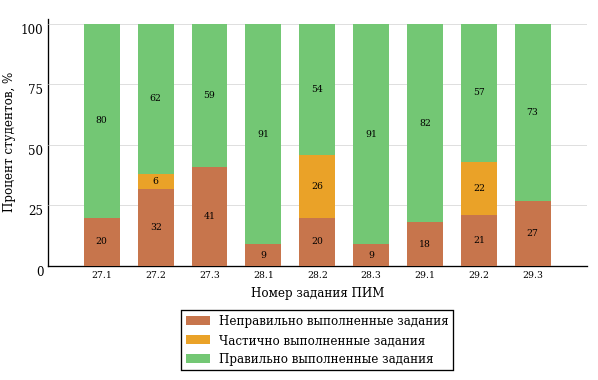 Процент студентов, %
100
75
50
25
0
80 62 59 91 54 91 82 57 73
6 26 22
20 32 41 9 20 9 18 21 27
27.1 27.2 27.3 28.1 28.2 28.3 29.1 29.2 29.3
Номер задания ПИМ
Неправильно выполненные задания
Частично выполненные задания
Правильно выполненные задания